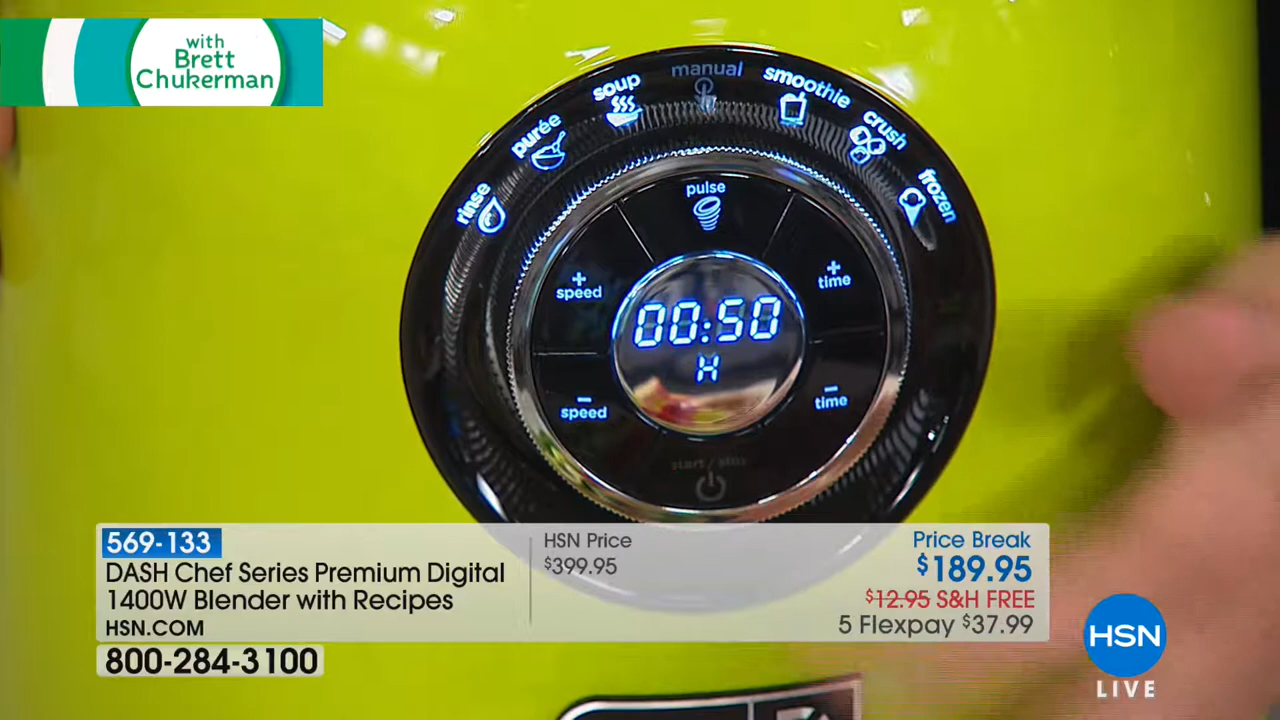 with
Brett
Chukerman
rinse
purée
soup
manual
smoothie
crush
frozen
pulse
+
speed
+
time
00:50
H
−
speed
−
time
569-133
DASH Chef Series Premium Digital
1400W Blender with Recipes
HSN.COM
800-284-3100
HSN Price
$399.95
Price Break
$189.95
$12.95 S&H FREE
5 Flexpay $37.99
HSN
LIVE